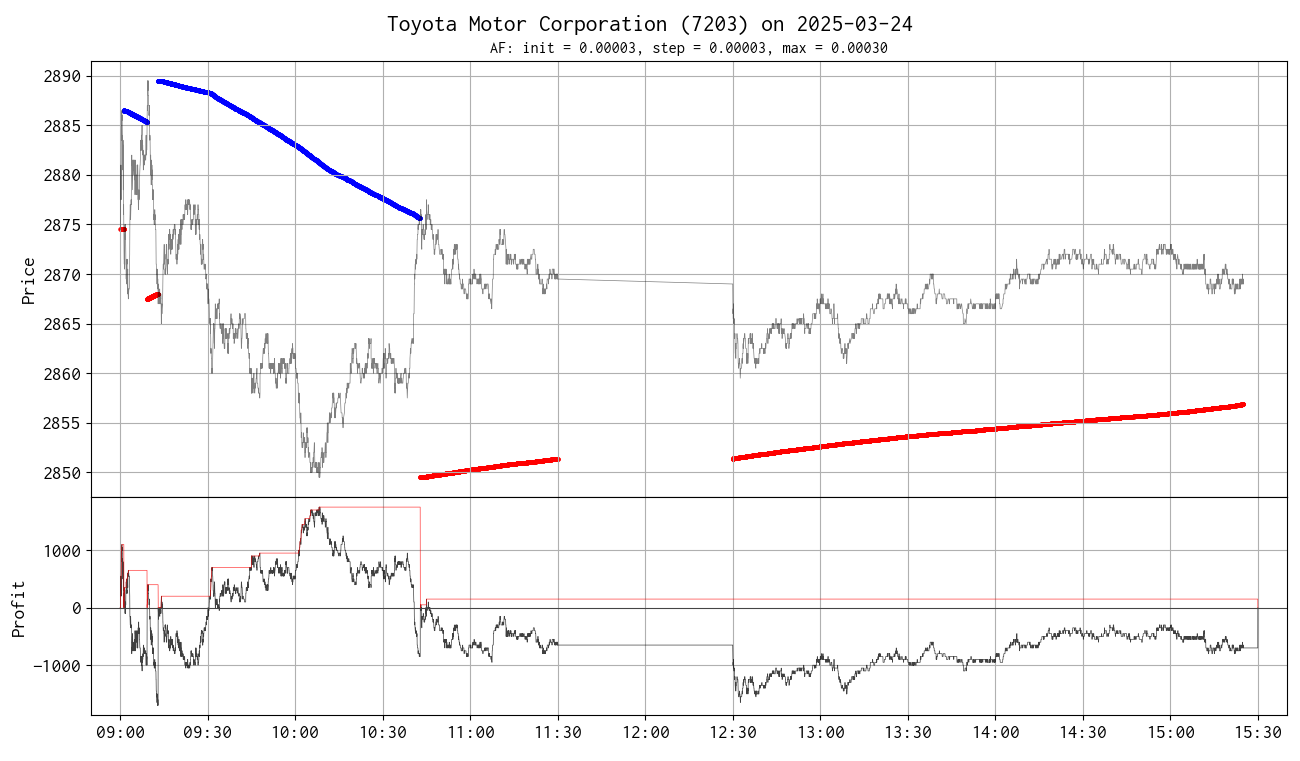 Toyota Motor Corporation (7203) on 2025-03-24
AF: init = 0.00003, step = 0.00003, max = 0.00030
2890
2885
2880
2875
2870
2865
2860
2855
2850
Price
1000
0
−1000
Profit
09:00 09:30 10:00 10:30 11:00 11:30 12:00 12:30 13:00 13:30 14:00 14:30 15:00 15:30